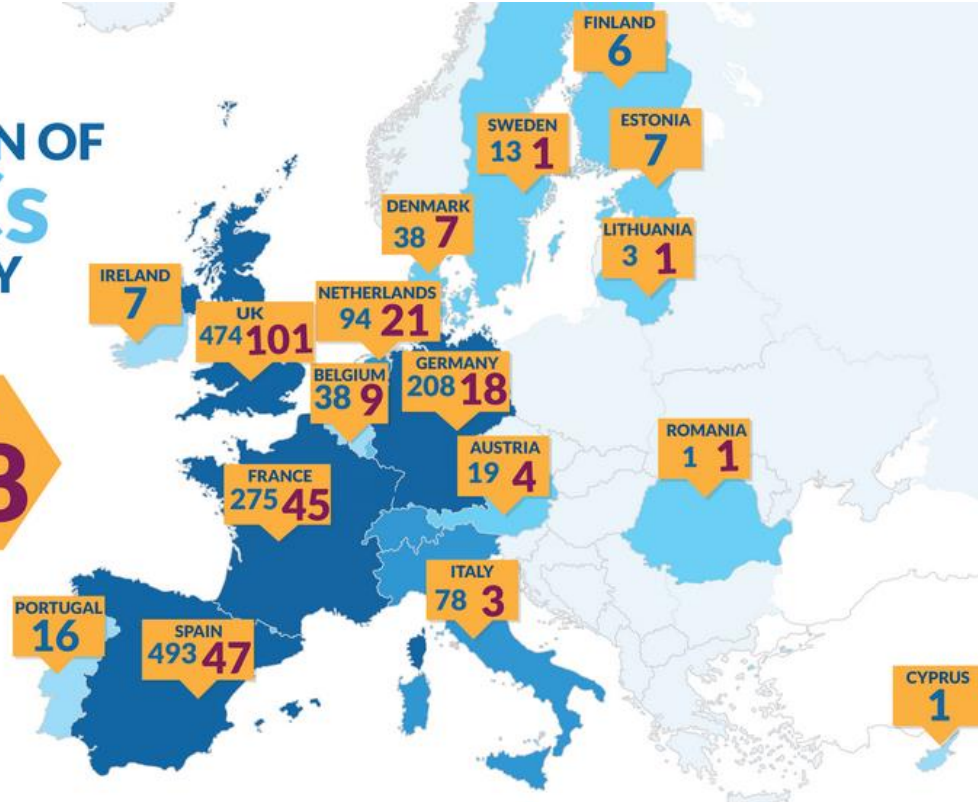 FINLAND
6
N OF
SWEDEN
13 1
ESTONIA
7
S
Y
DENMARK
38 7
LITHUANIA
3 1
IRELAND
7
NETHERLANDS
94 21
UK
474 101
BELGIUM
38 9
GERMANY
208 18
AUSTRIA
19 4
ROMANIA
1 1
FRANCE
275 45
ITALY
78 3
PORTUGAL
16
SPAIN
493 47
CYPRUS
1